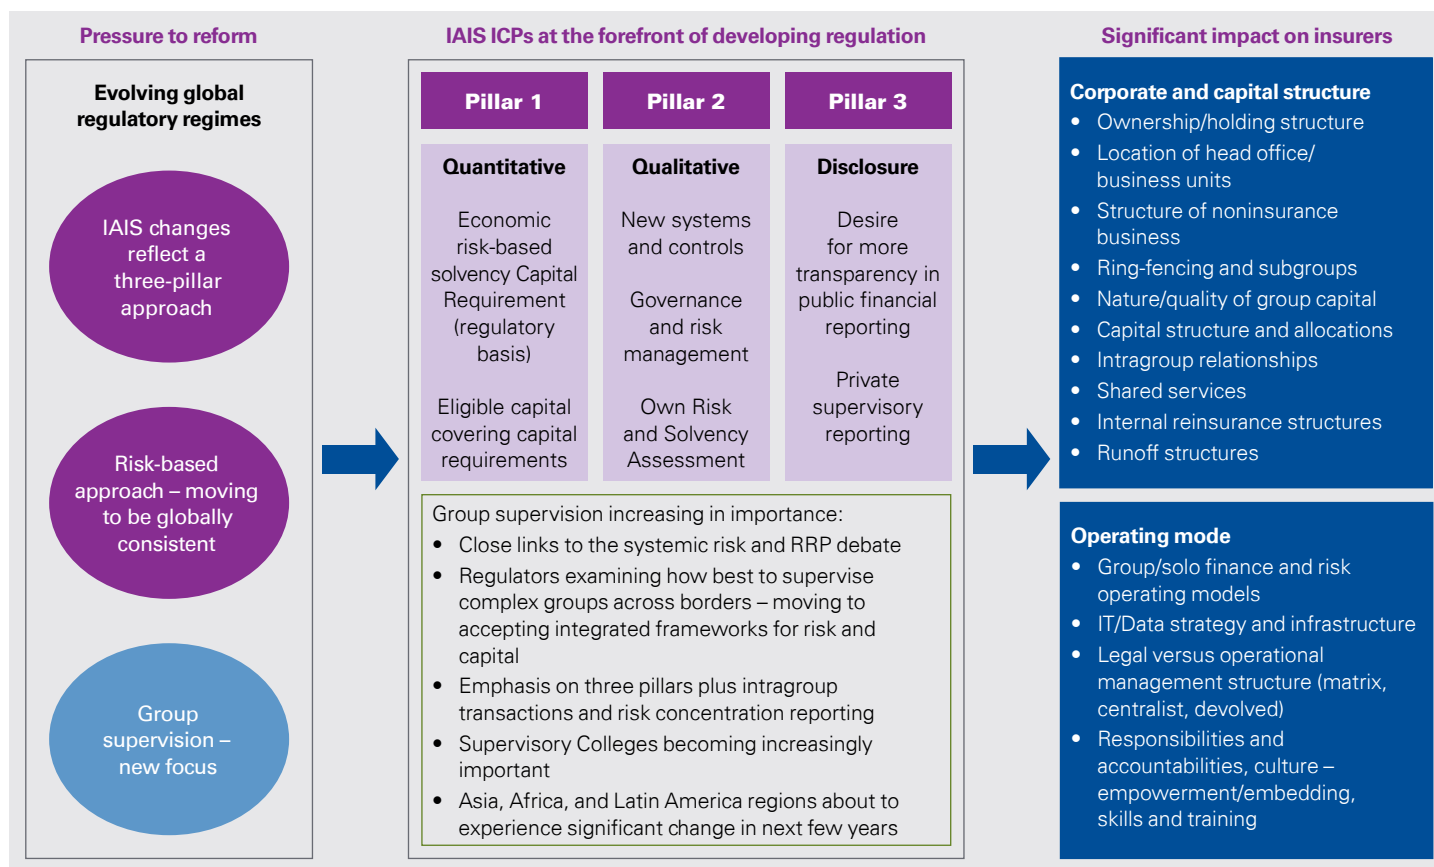 Pressure to reform
Evolving global
regulatory regimes
IAIS changes
reflect a
three-pillar
approach
Risk-based
approach – moving
to be globally
consistent
Group
supervision –
new focus
IAIS ICPs at the forefront of developing regulation
Pillar 1
Quantitative
Economic
risk-based
solvency Capital
Requirement
(regulatory
basis)
Eligible capital
covering capital
requirements
Pillar 2
Qualitative
New systems
and controls
Governance
and risk
management
Own Risk
and Solvency
Assessment
Pillar 3
Disclosure
Desire
for more
transparency in
public financial
reporting
Private
supervisory
reporting
Group supervision increasing in importance:
• Close links to the systemic risk and RRP debate
• Regulators examining how best to supervise
complex groups across borders – moving to
accepting integrated frameworks for risk and
capital
• Emphasis on three pillars plus intragroup
transactions and risk concentration reporting
• Supervisory Colleges becoming increasingly
important
• Asia, Africa, and Latin America regions about to
experience significant change in next few years
Significant impact on insurers
Corporate and capital structure
• Ownership/holding structure
• Location of head office/
business units
• Structure of noninsurance
business
• Ring-fencing and subgroups
• Nature/quality of group capital
• Capital structure and allocations
• Intragroup relationships
• Shared services
• Internal reinsurance structures
• Runoff structures
Operating mode
• Group/solo finance and risk
operating models
• IT/Data strategy and infrastructure
• Legal versus operational
management structure (matrix,
centralist, devolved)
• Responsibilities and
accountabilities, culture –
empowerment/embedding,
skills and training